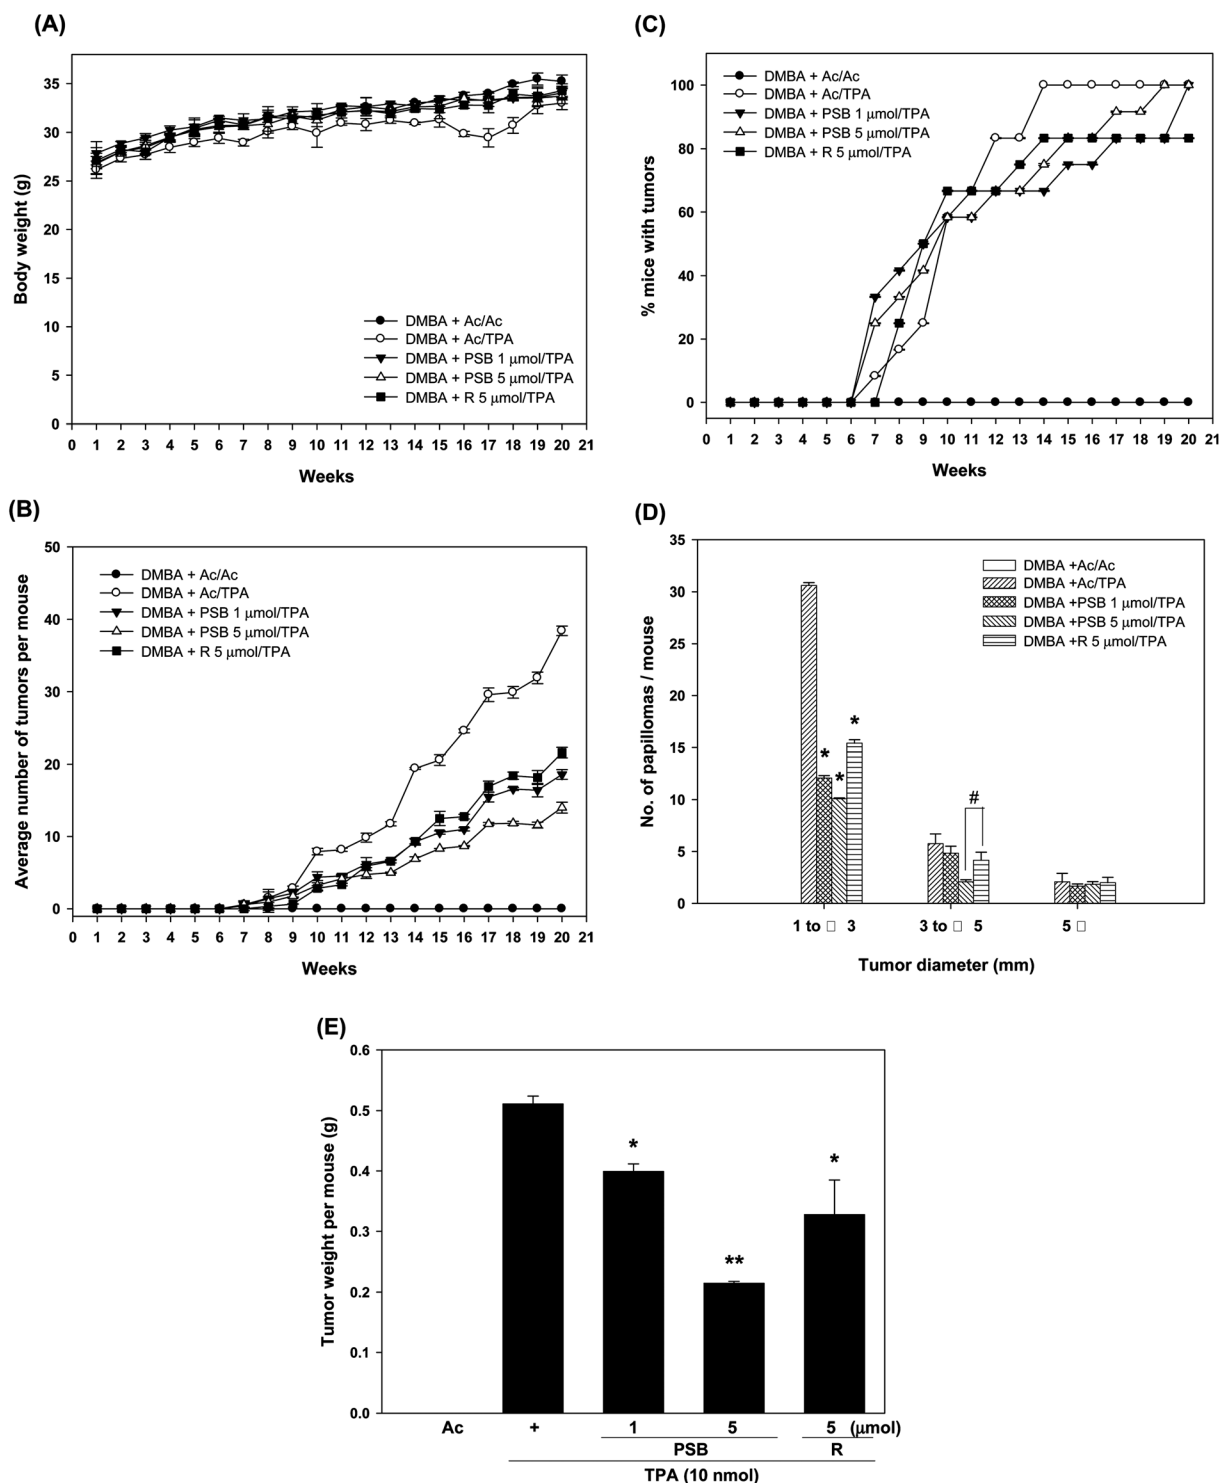 (A)
Body weight (g)
35
30
25
20
15
10
5
0
DMBA + Ac/Ac
DMBA + Ac/TPA
DMBA + PSB 1 μmol/TPA
DMBA + PSB 5 μmol/TPA
DMBA + R 5 μmol/TPA
0 1 2 3 4 5 6 7 8 9 10 11 12 13 14 15 16 17 18 19 20 21
Weeks
(C)
% mice with tumors
100
80
60
40
20
0
DMBA + Ac/Ac
DMBA + Ac/TPA
DMBA + PSB 1 μmol/TPA
DMBA + PSB 5 μmol/TPA
DMBA + R 5 μmol/TPA
0 1 2 3 4 5 6 7 8 9 10 11 12 13 14 15 16 17 18 19 20 21
Weeks
(B)
Average number of tumors per mouse
50
40
30
20
10
0
DMBA + Ac/Ac
DMBA + Ac/TPA
DMBA + PSB 1 μmol/TPA
DMBA + PSB 5 μmol/TPA
DMBA + R 5 μmol/TPA
0 1 2 3 4 5 6 7 8 9 10 11 12 13 14 15 16 17 18 19 20 21
Weeks
(D)
No. of papillomas / mouse
35
30
25
20
15
10
5
0
DMBA +Ac/Ac
DMBA +Ac/TPA
DMBA +PSB 1 μmol/TPA
DMBA +PSB 5 μmol/TPA
DMBA +R 5 μmol/TPA
*
*
*
#
1 to □ 3 3 to □ 5 5 □
Tumor diameter (mm)
(E)
Tumor weight per mouse (g)
0.6
0.5
0.4
0.3
0.2
0.1
0.0
*
**
*
Ac + 1 5 5 (μmol)
PSB R
TPA (10 nmol)